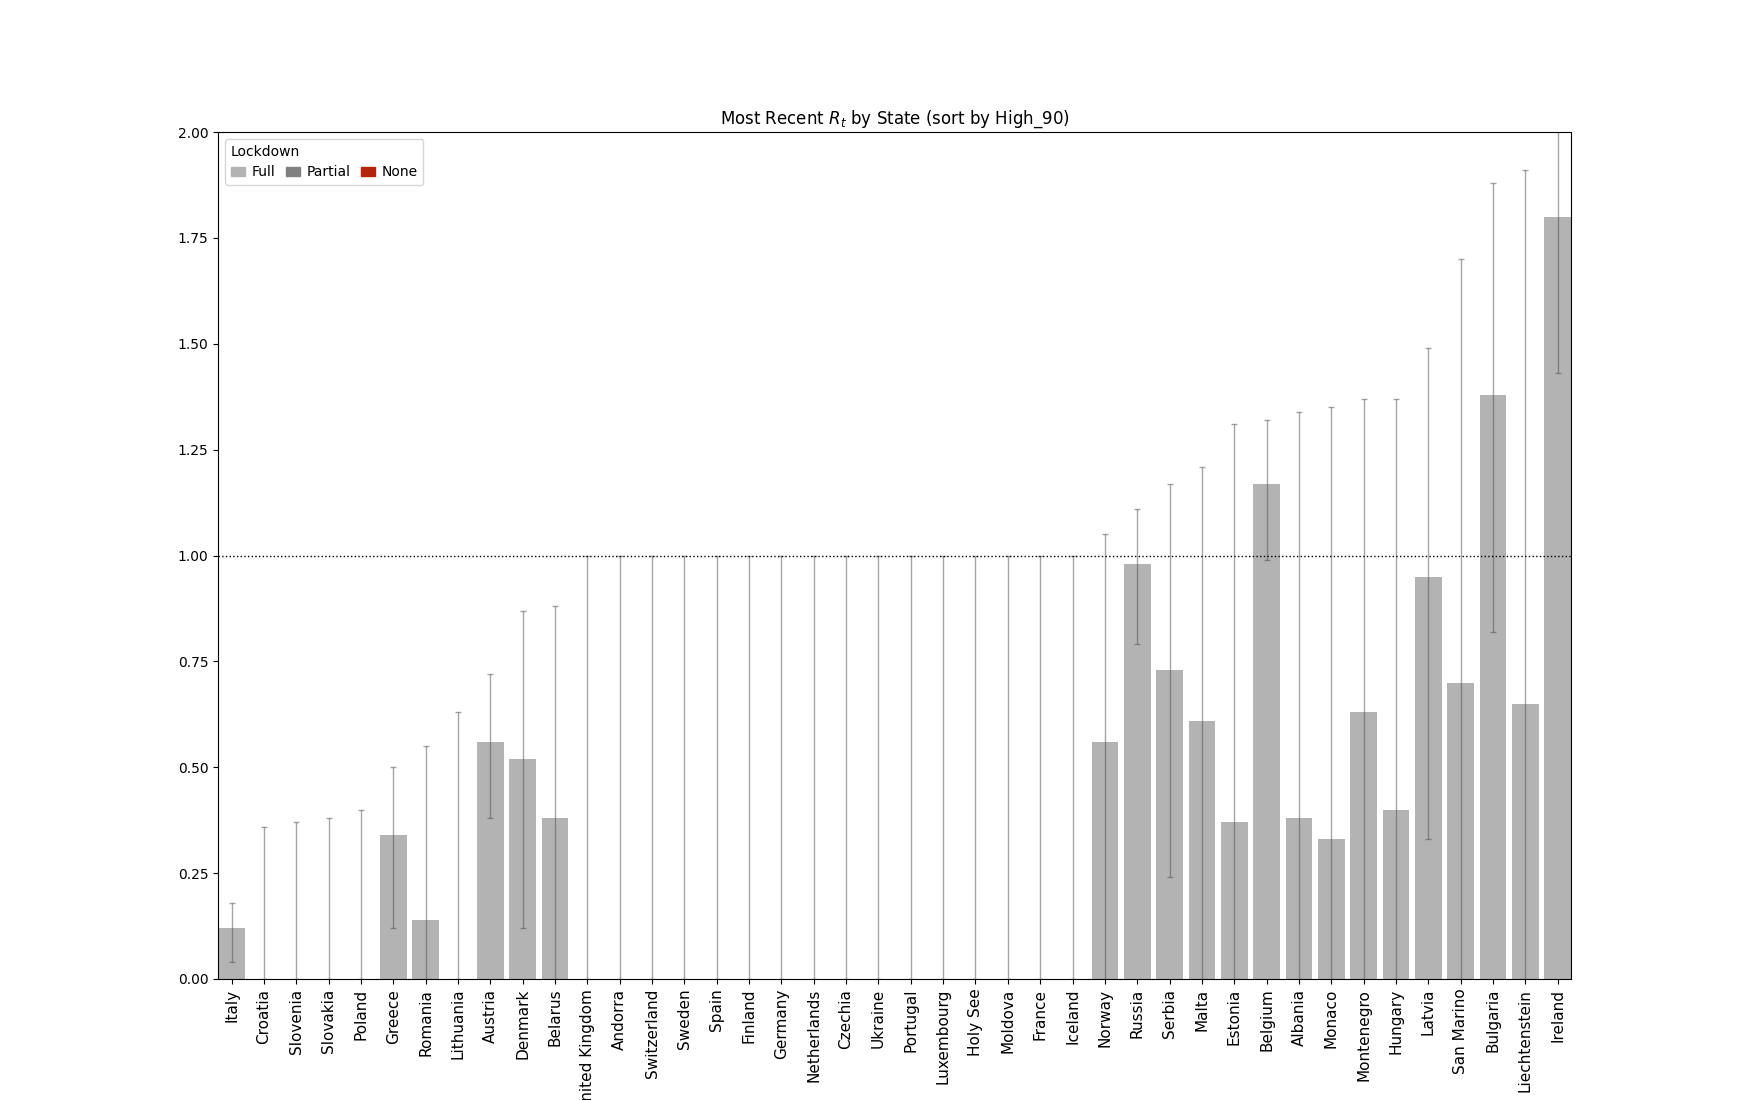 Most Recent Rt by State (sort by High_90)
2.00
1.75
1.50
1.25
1.00
0.75
0.50
0.25
0.00
Lockdown
Full Partial None
Italy
Croatia
Slovenia
Slovakia
Poland
Greece
Romania
Lithuania
Austria
Denmark
Belarus
nited Kingdom
Andorra
Switzerland
Sweden
Spain
Finland
Germany
Netherlands
Czechia
Ukraine
Portugal
Luxembourg
Holy See
Moldova
France
Iceland
Norway
Russia
Serbia
Malta
Estonia
Belgium
Albania
Monaco
Montenegro
Hungary
Latvia
San Marino
Bulgaria
Liechtenstein
Ireland